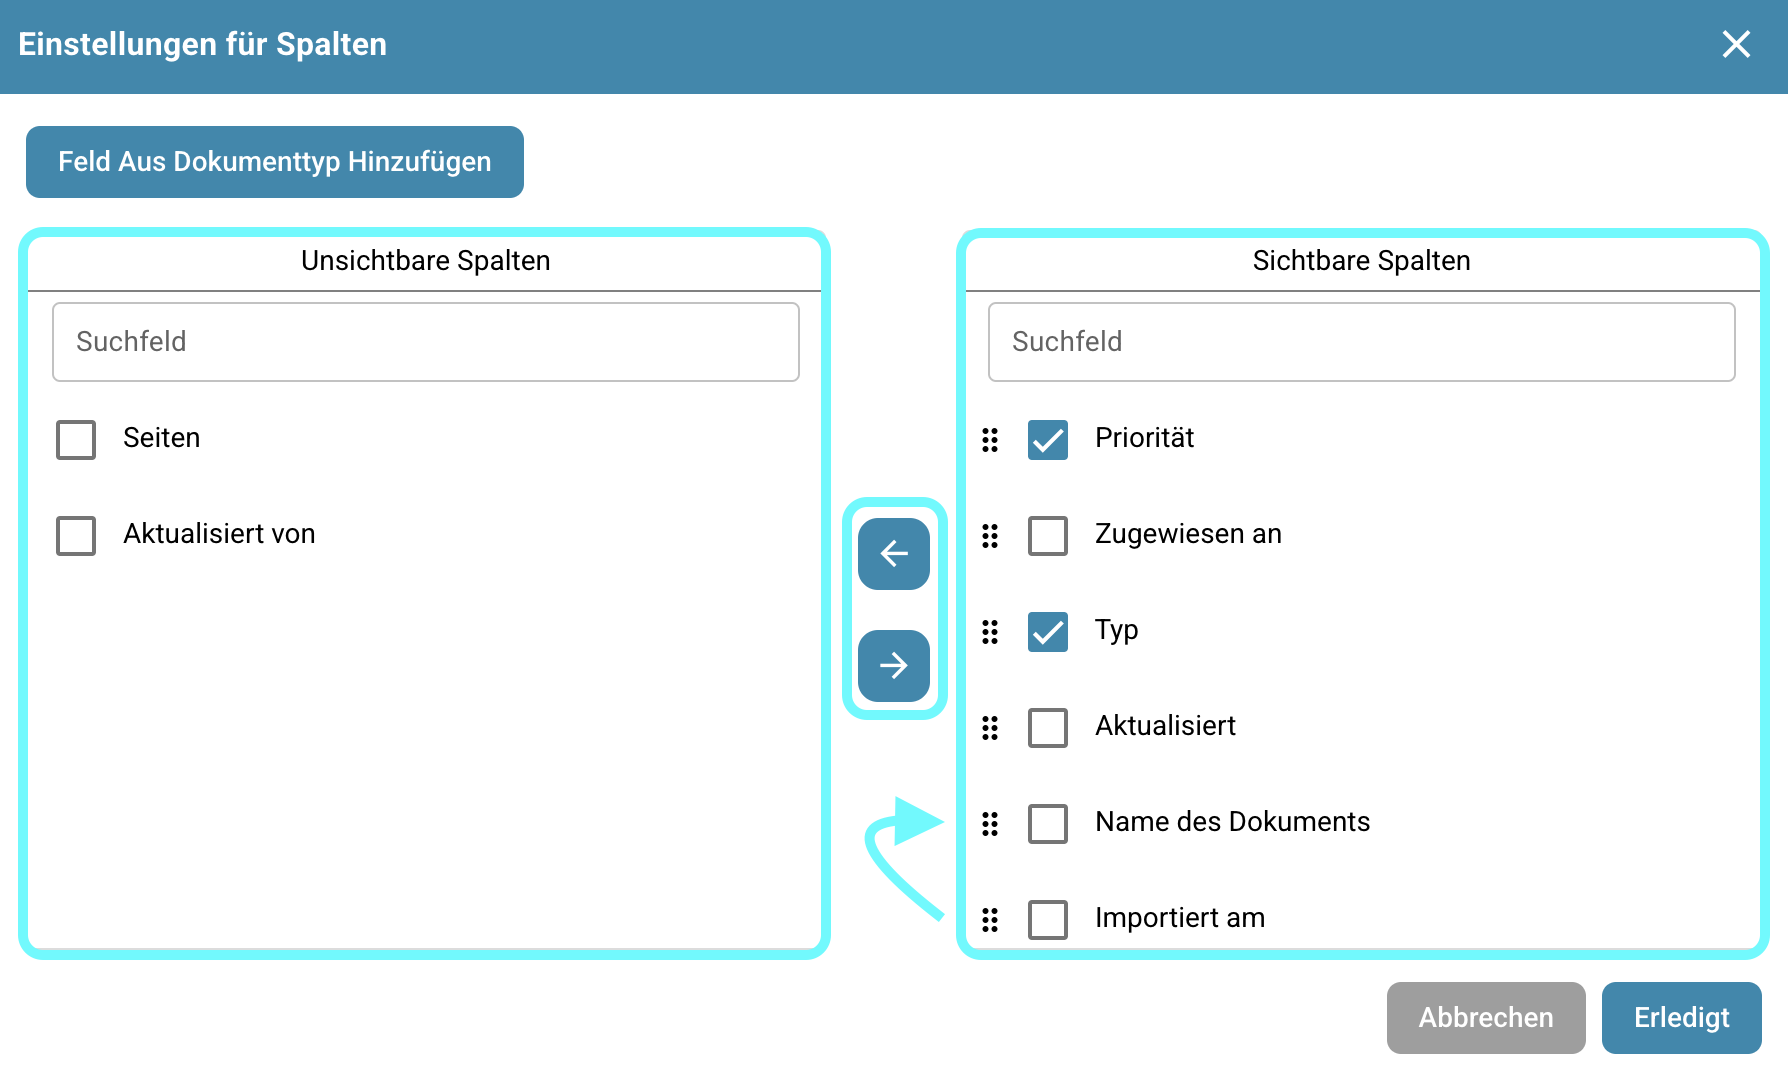 Einstellungen für Spalten
Feld Aus Dokumenttyp Hinzufügen
Unsichtbare Spalten
Suchfeld
Seiten
Aktualisiert von
Sichtbare Spalten
Suchfeld
Priorität
Zugewiesen an
Typ
Aktualisiert
Name des Dokuments
Importiert am
Abbrechen
Erledigt